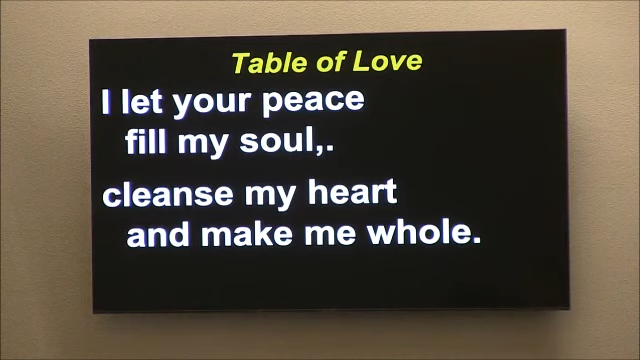 Table of Love
I let your peace
fill my soul,.
cleanse my heart
and make me whole.